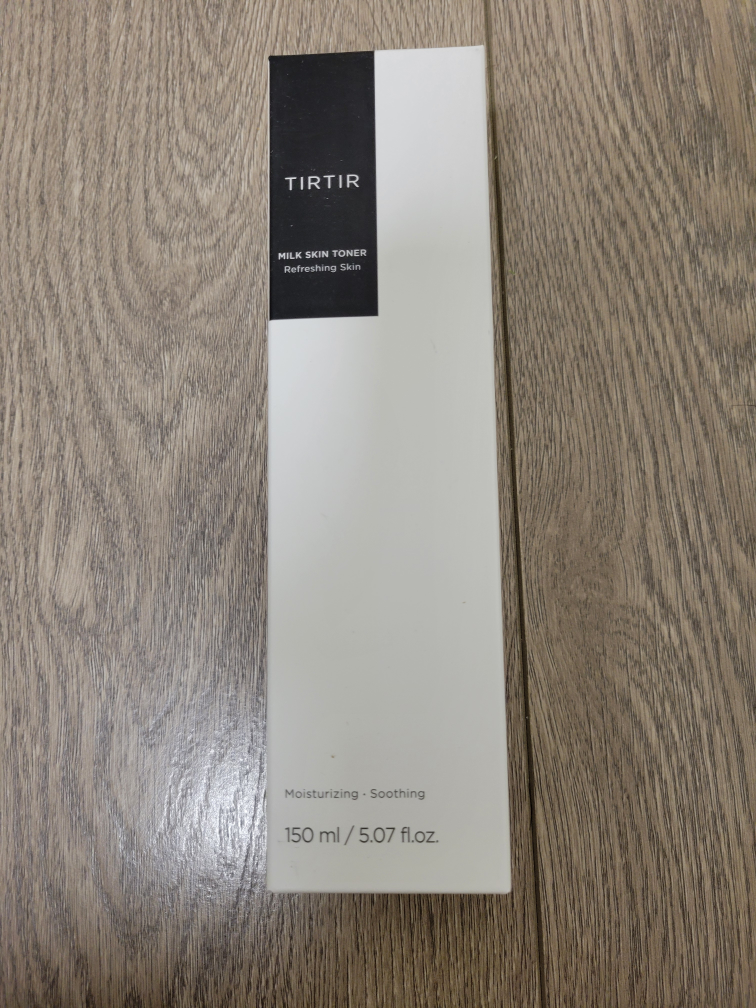 TIRTIR
MILK SKIN TONER
Refreshing Skin
Moisturizing · Soothing
150 ml / 5.07 fl.oz.